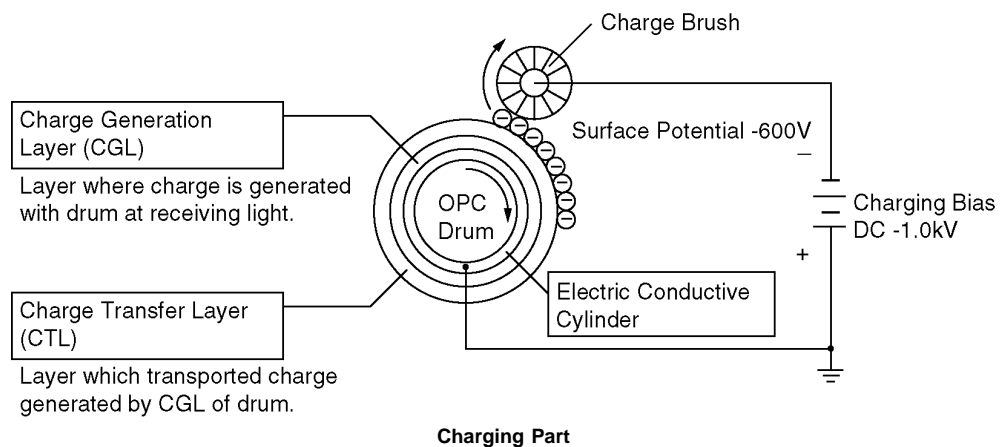 Charge Brush
Charge Generation
Layer (CGL)
Layer where charge is generated
with drum at receiving light.
Surface Potential -600V
−
OPC
Drum
Charging Bias
DC -1.0kV
+
Electric Conductive
Cylinder
Charge Transfer Layer
(CTL)
Layer which transported charge
generated by CGL of drum.
Charging Part